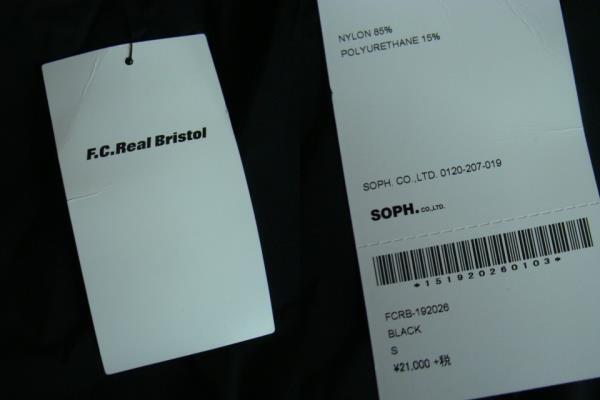 F.C.Real Bristol
NYLON 85%
POLYURETHANE 15%
SOPH. CO.,LTD. 0120-207-019
SOPH. CO.,LTD.
*151920260103*
FCRB-192026
BLACK
S
¥21,000 +税